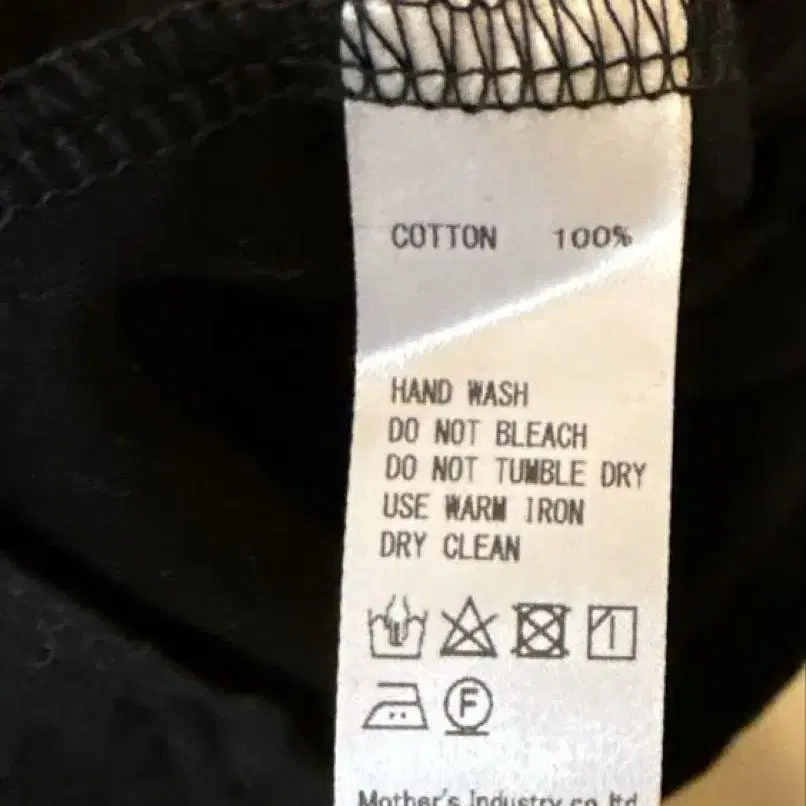 COTTON 100%
HAND WASH
DO NOT BLEACH
DO NOT TUMBLE DRY
USE WARM IRON
DRY CLEAN
F
Mother's Industry co ltd